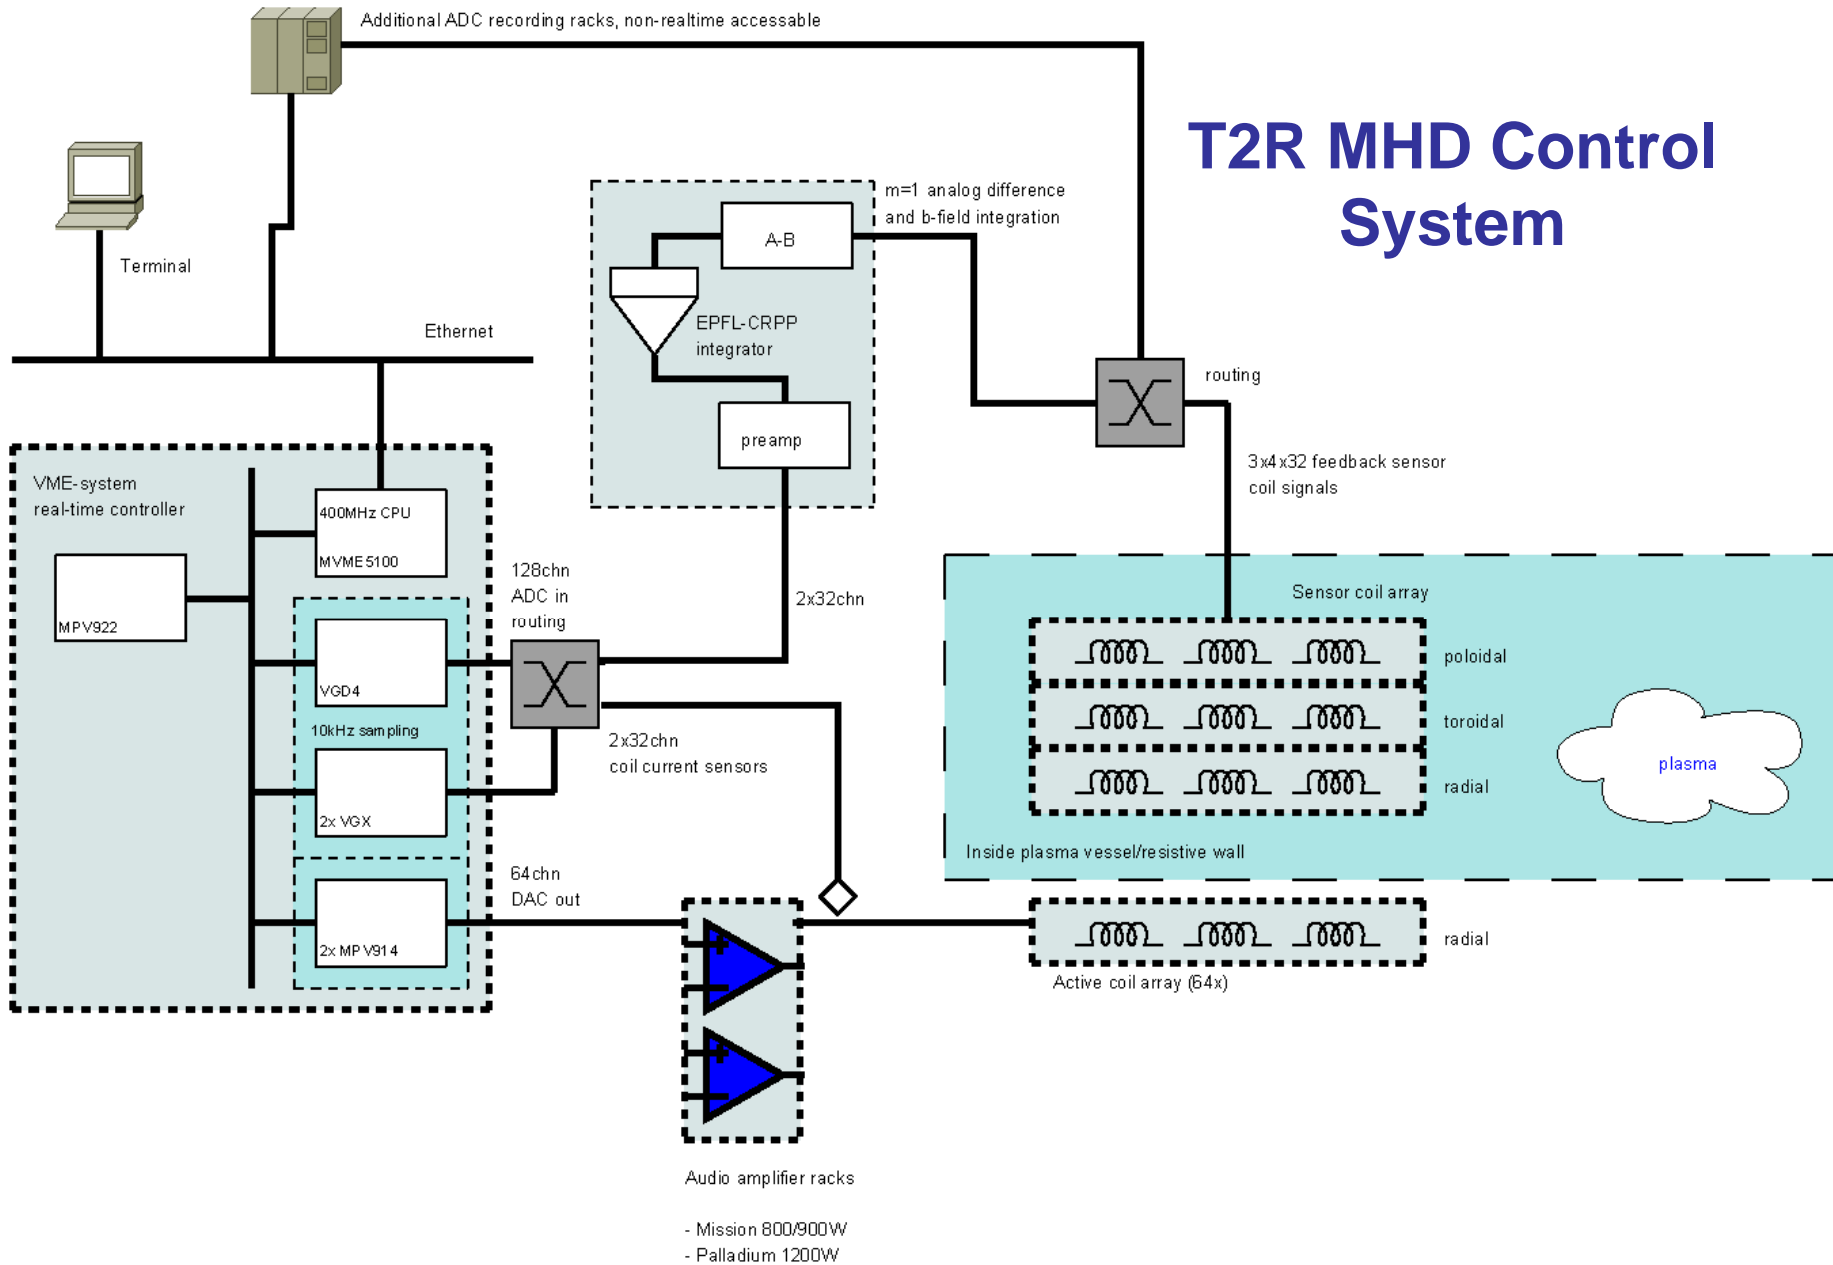 Additional ADC recording racks, non-realtime accessable
T2R MHD Control
System
m=1 analog difference
and b-field integration
A-B
Terminal
EPFL-CRPP
integrator
Ethernet
routing
preamp
3x4x32 feedback sensor
coil signals
VME-system
real-time controller
400MHz CPU
MVME5100
MPV922
128chn
ADC in
routing
2x32chn
Sensor coil array
poloidal
toroidal
radial
plasma
Inside plasma vessel/resistive wall
VGD4
10kHz sampling
2x VGX
2x32chn
coil current sensors
64chn
DAC out
2x MPV914
radial
Active coil array (64x)
Audio amplifier racks
- Mission 800/900W
- Palladium 1200W